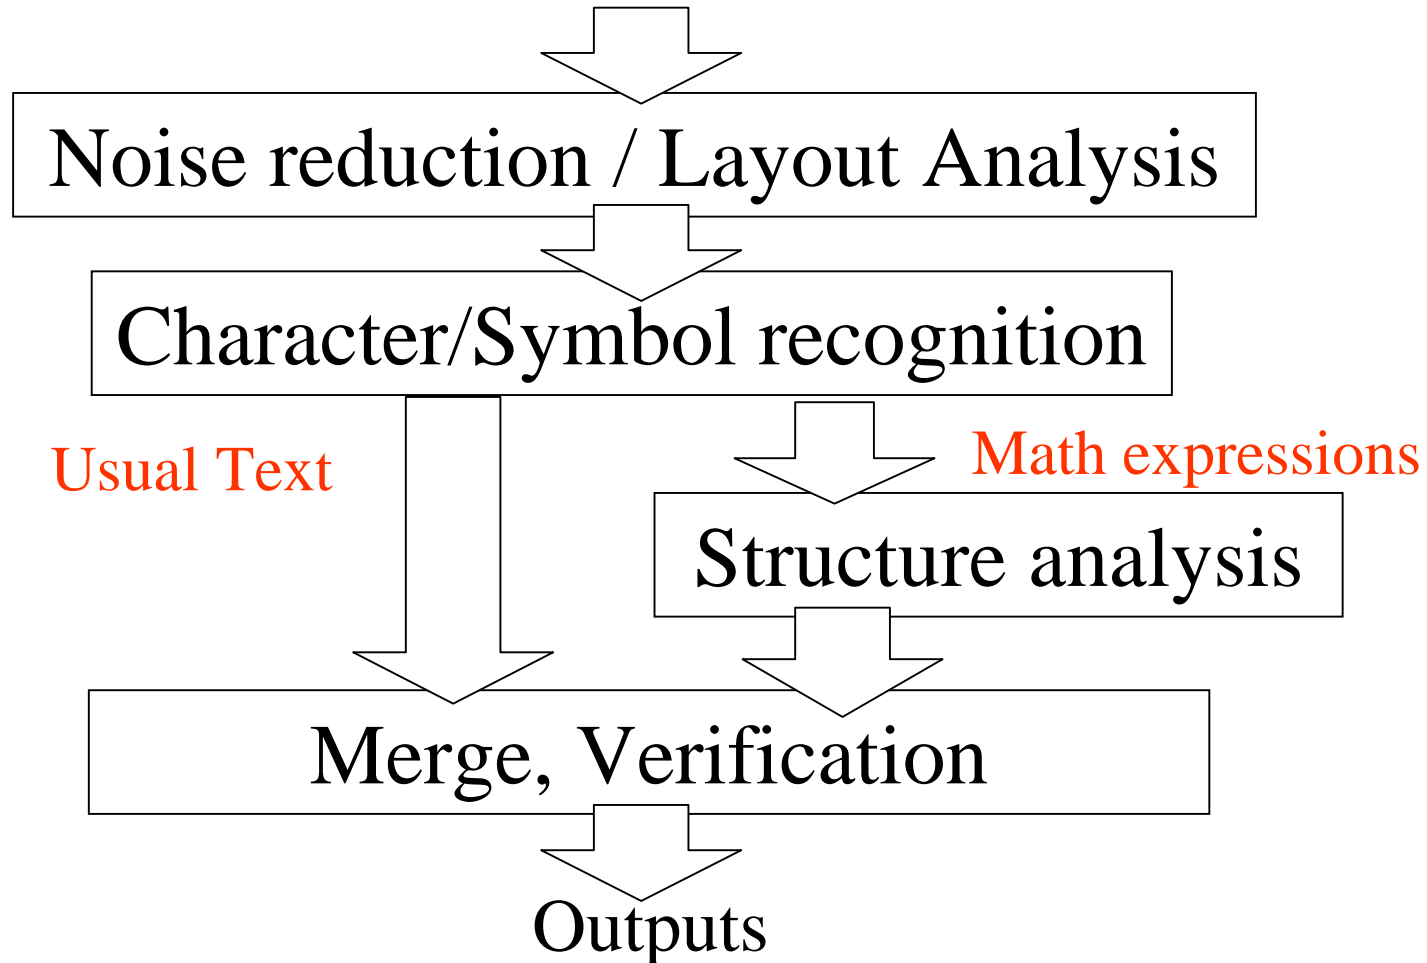 Noise reduction / Layout Analysis
Character/Symbol recognition
Usual Text
Math expressions
Structure analysis
Merge, Verification
Outputs